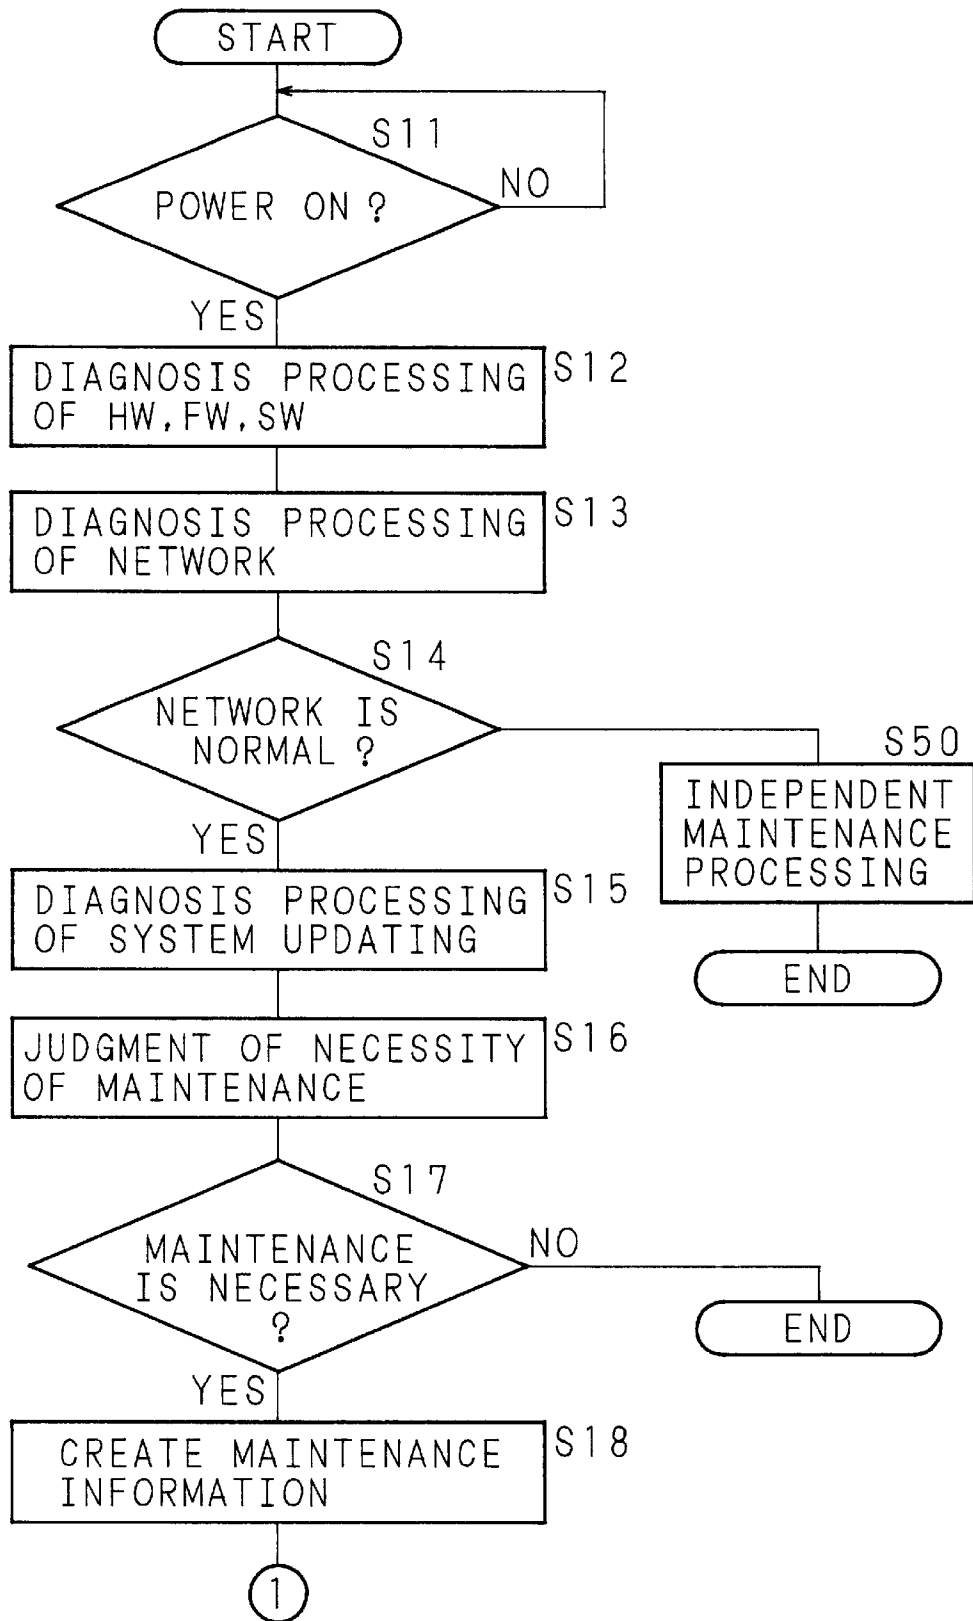 START
S11
POWER ON ?
NO
YES
DIAGNOSIS PROCESSING
OF HW, FW, SW
S12
DIAGNOSIS PROCESSING
OF NETWORK
S13
S14
NETWORK IS
NORMAL ?
YES
S50
INDEPENDENT
MAINTENANCE
PROCESSING
END
DIAGNOSIS PROCESSING
OF SYSTEM UPDATING
S15
JUDGMENT OF NECESSITY
OF MAINTENANCE
S16
S17
MAINTENANCE
IS NECESSARY
?
NO
END
YES
CREATE MAINTENANCE
INFORMATION
S18
1